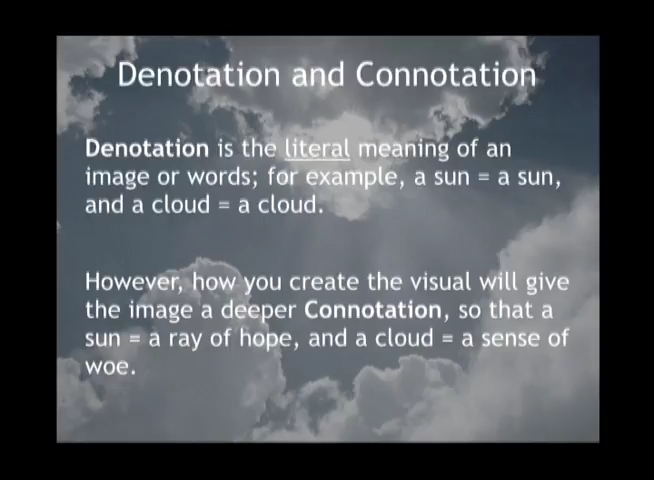 Denotation and Connotation
Denotation is the literal meaning of an
image or words; for example, a sun = a sun,
and a cloud = a cloud.
However, how you create the visual will give
the image a deeper Connotation, so that a
sun = a ray of hope, and a cloud = a sense of
woe.